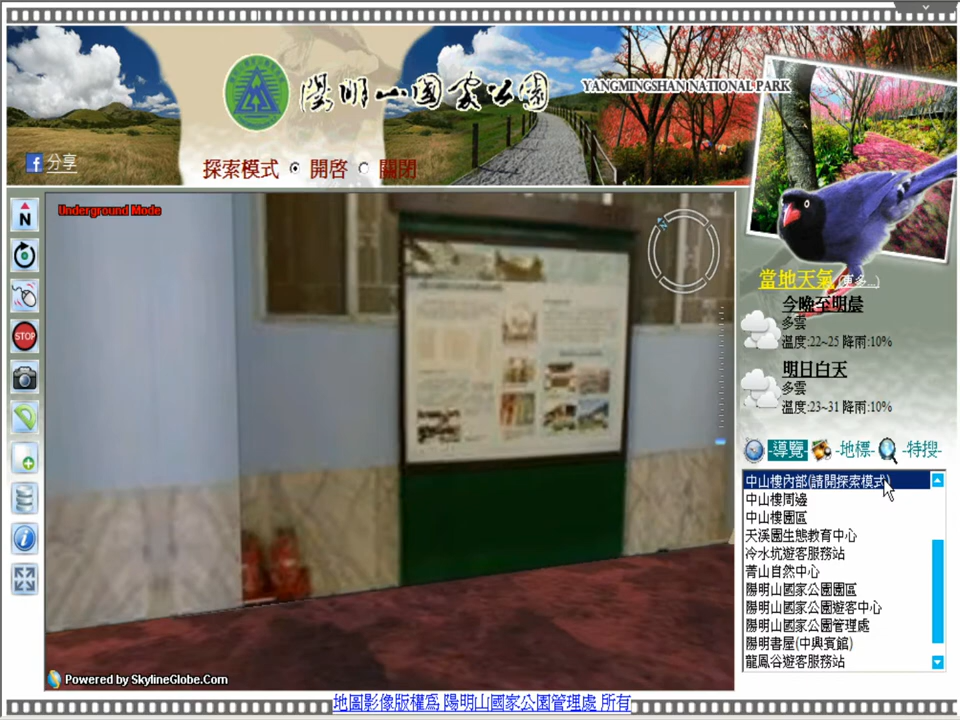 陽明山國家公園
YANGMINGSHAN NATIONAL PARK
分享
探索模式 開啓 關閉
Underground Mode
N
STOP
當地天氣(更多...)
今晚至明晨
多雲
溫度:22~25 降雨:10%
明日白天
多雲
溫度:23~31 降雨:10%
-導覽- -地標- -特搜-
中山樓內部(請開探索模式)
中山樓周邊
中山樓園區
天溪園生態教育中心
冷水坑遊客服務站
菁山自然中心
陽明山國家公園園區
陽明山國家公園遊客中心
陽明山國家公園管理處
陽明書屋(中興賓館)
龍鳳谷遊客服務站
Powered by SkylineGlobe.Com
地圖影像版權爲 陽明山國家公園管理處 所有